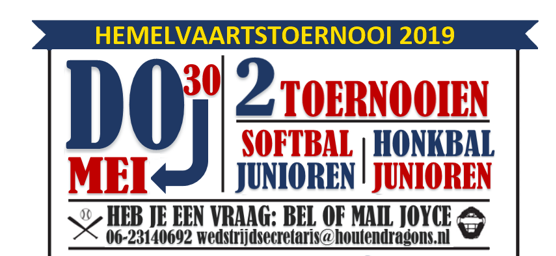 HEMELVAARTSTOERNOOI 2019
DO 30
MEI
2 TOERNOOIEN
SOFTBAL
JUNIOREN
HONKBAL
JUNIOREN
HEB JE EEN VRAAG: BEL OF MAIL JOYCE
06-23140692 wedstrijdsecretaris@houtendragons.nl